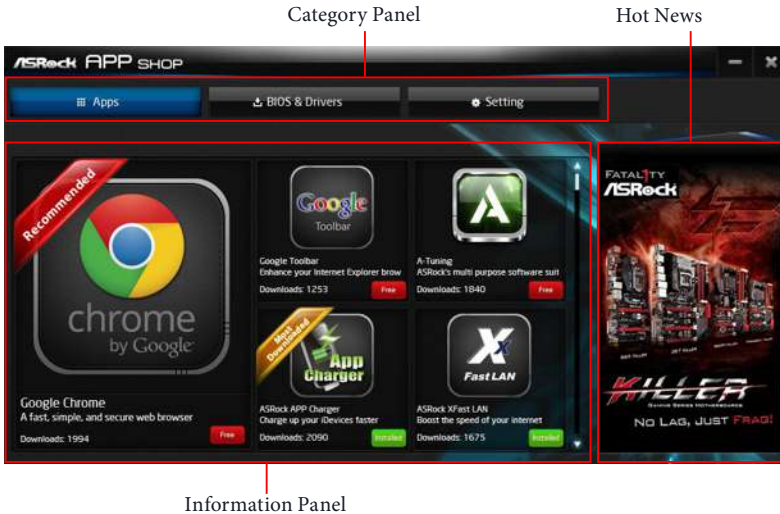 Category Panel
Hot News
ASRock APP SHOP
Apps
BIOS & Drivers
Setting
Recommended
chrome
by Google
Google Chrome
A fast, simple, and secure web browser
Downloads: 1994
Free
Google
Toolbar
Google Toolbar
Enhance your Internet Explorer brow
Downloads: 1253
Free
A-Tuning
ASRock's multi purpose software suit
Downloads: 1840
Free
Most
Downloaded
App
Charger
ASRock APP Charger
Charge up your iDevices faster
Downloads: 2090
Installed
Fast LAN
ASRock XFast LAN
Boost the speed of your internet
Downloads: 1675
Installed
FATAL1TY
ASRock
KILLER
GAMING SERIES MOTHERBOARDS
NO LAG, JUST FRAG!
Information Panel